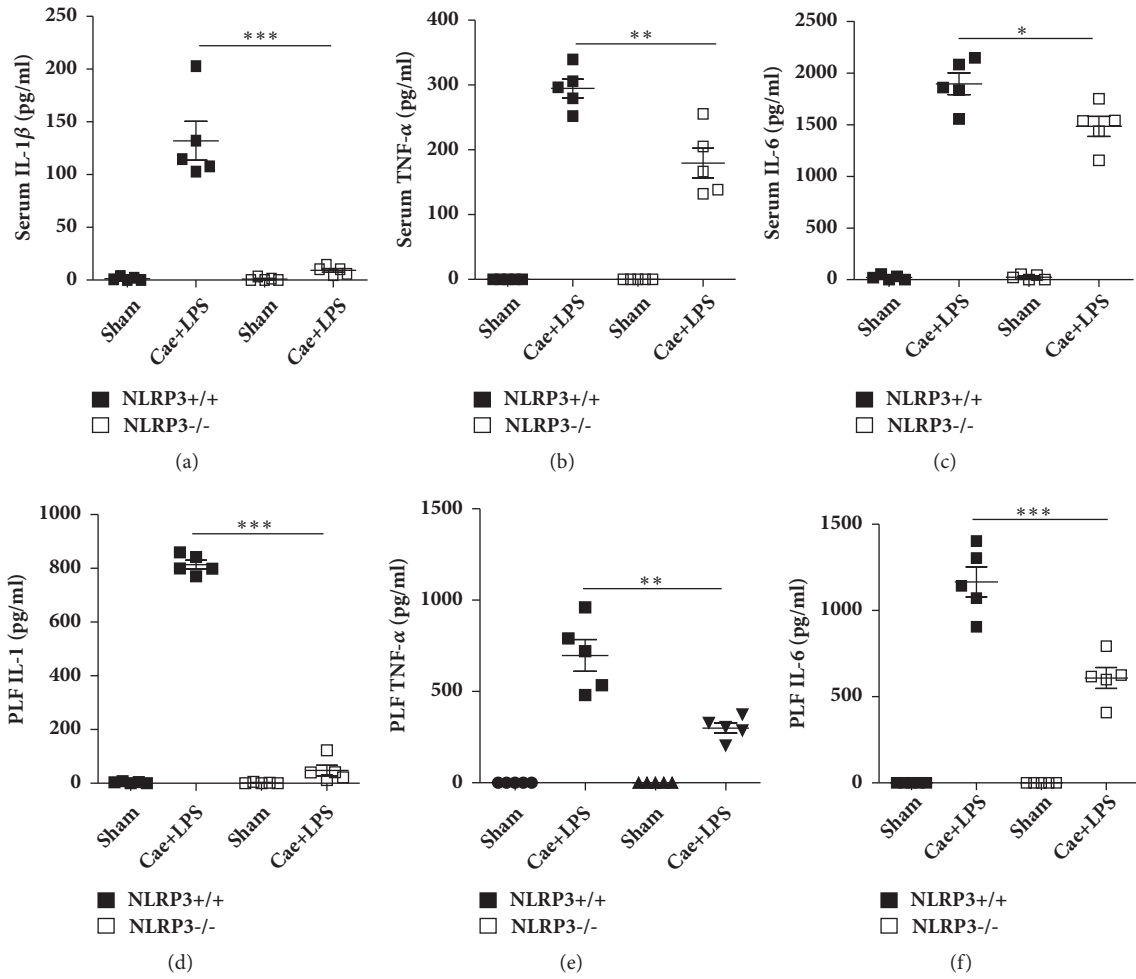 ***
250
200
150
100
50
0
Serum IL-1β (pg/ml)
Sham
Cae+LPS
Sham
Cae+LPS
NLRP3+/+
NLRP3-/-
(a)
**
400
300
200
100
0
Serum TNF-α (pg/ml)
Sham
Cae+LPS
Sham
Cae+LPS
NLRP3+/+
NLRP3-/-
(b)
*
2500
2000
1500
1000
500
0
Serum IL-6 (pg/ml)
Sham
Cae+LPS
Sham
Cae+LPS
NLRP3+/+
NLRP3-/-
(c)
***
1000
800
600
400
200
0
PLF IL-1 (pg/ml)
Sham
Cae+LPS
Sham
Cae+LPS
NLRP3+/+
NLRP3-/-
(d)
**
1500
1000
500
0
PLF TNF-α (pg/ml)
Sham
Cae+LPS
Sham
Cae+LPS
NLRP3+/+
NLRP3-/-
(e)
***
1500
1000
500
0
PLF IL-6 (pg/ml)
Sham
Cae+LPS
Sham
Cae+LPS
NLRP3+/+
NLRP3-/-
(f)